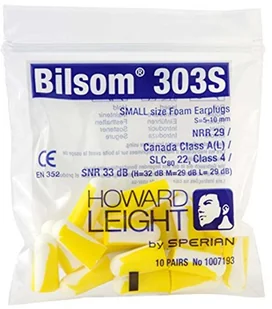 Bilsom® 303S
SMALL size Foam Earplugs
S=5-10 mm
NRR 29 /
Canada Class A(L) /
SLC80 22, Class 4 /
CE
EN 352
SNR 33 dB (H=32 dB M=29 dB L= 29 dB)
HOWARD
LEIGHT
by SPERIAN
10 PAIRS No 1007193